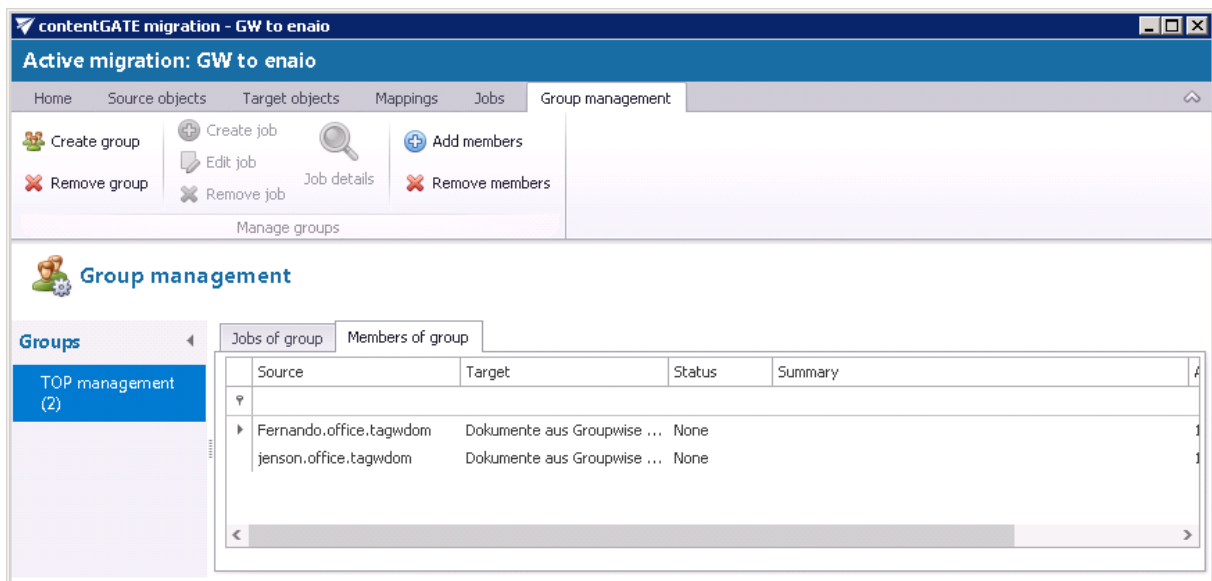 contentGATE migration - GW to enaio
Active migration: GW to enaio
Home Source objects Target objects Mappings Jobs Group management
Create group Create job Add members
Edit job Job details
Remove group Remove job Remove members
Manage groups
Group management
Groups Jobs of group Members of group
TOP management
(2)
Source Target Status Summary
Fernando.office.tagwdom Dokumente aus Groupwise ... None
jenson.office.tagwdom Dokumente aus Groupwise ... None